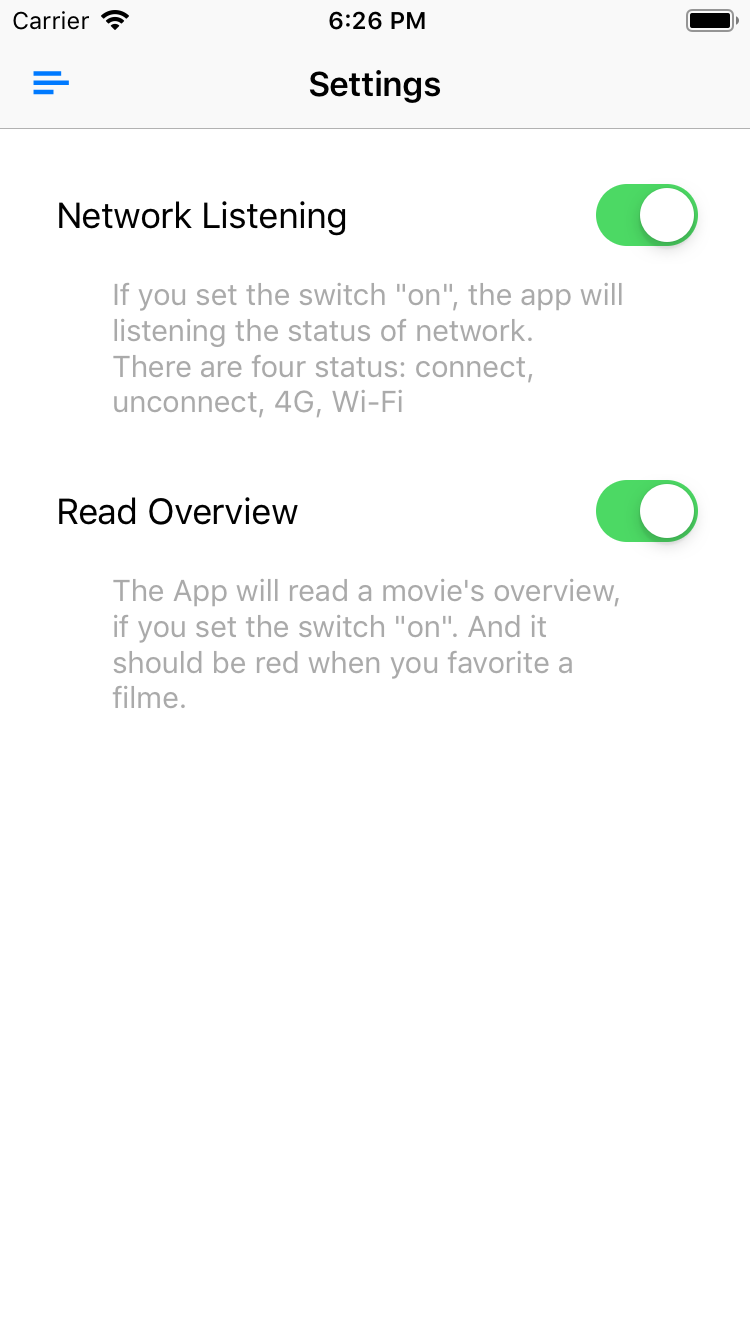 Carrier 6:26 PM
Settings
Network Listening
If you set the switch "on", the app will
listening the status of network.
There are four status: connect,
unconnect, 4G, Wi-Fi
Read Overview
The App will read a movie's overview,
if you set the switch "on". And it
should be red when you favorite a
filme.